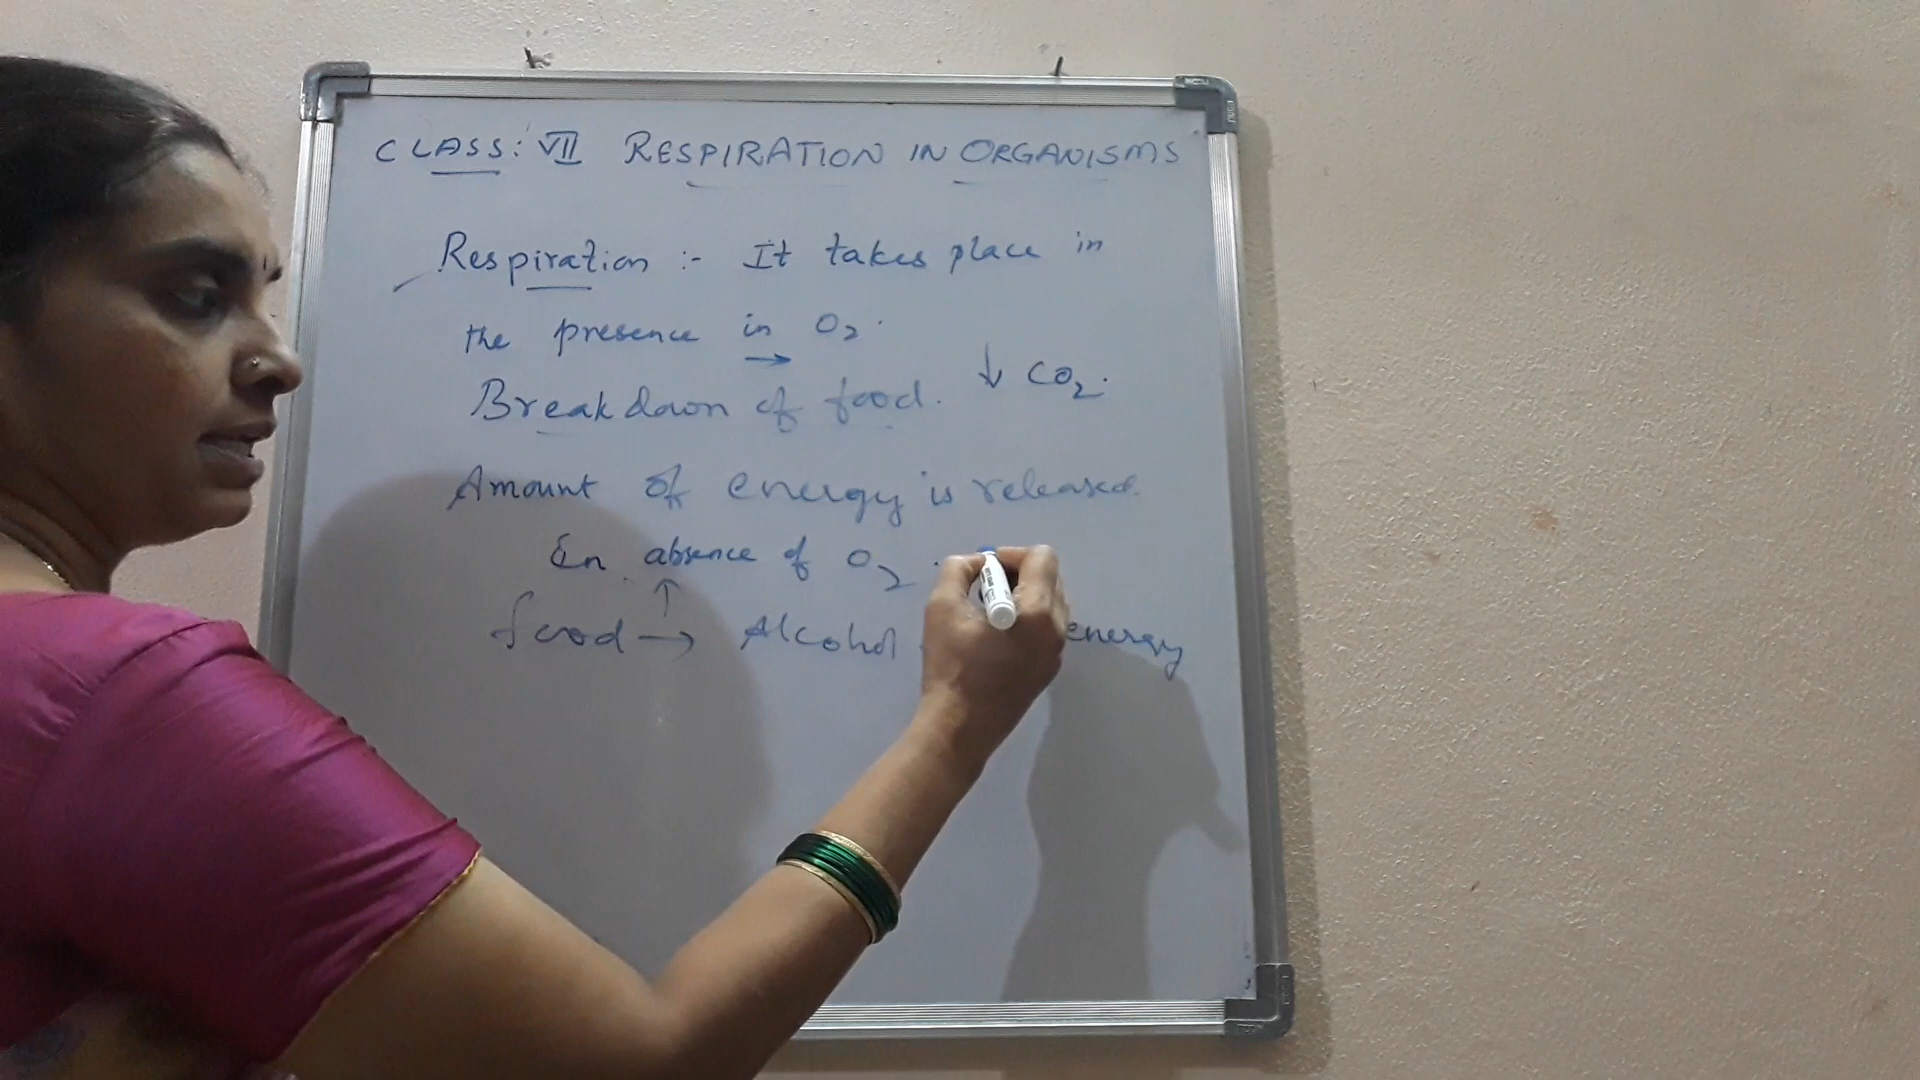 CLASS: VII RESPIRATION IN ORGANISMS
Respiration :- It takes place in
the presence in O2.
Breakdown of food. ↓ CO2.
Amount of energy is released.
In absence of O2
food → Alcohol energy